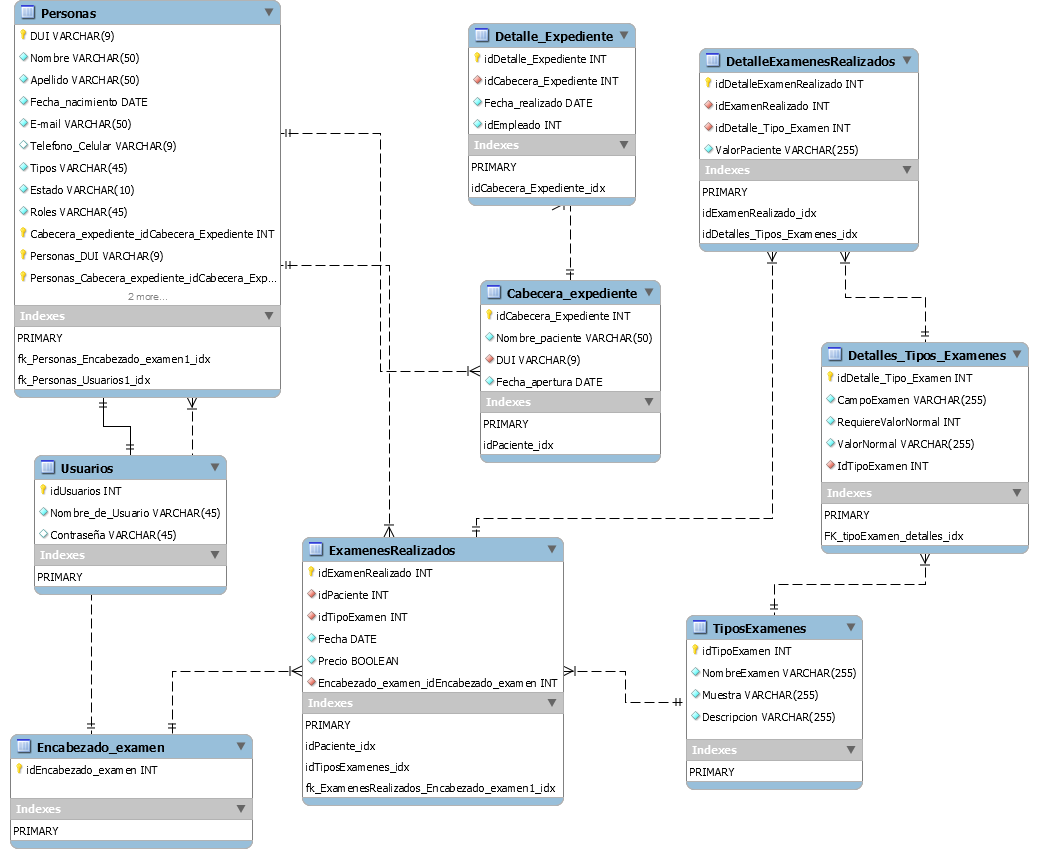 Personas
DUI VARCHAR(9)
Nombre VARCHAR(50)
Apellido VARCHAR(50)
Fecha_nacimiento DATE
E-mail VARCHAR(50)
Telefono_Celular VARCHAR(9)
Tipos VARCHAR(45)
Estado VARCHAR(10)
Roles VARCHAR(45)
Cabecera_expediente_idCabecera_Expediente INT
Personas_DUI VARCHAR(9)
Personas_Cabecera_expediente_idCabecera_Exp...
2 more...
Indexes
PRIMARY
fk_Personas_Encabezado_examen1_idx
fk_Personas_Usuarios1_idx
Detalle_Expediente
idDetalle_Expediente INT
idCabecera_Expediente INT
Fecha_realizado DATE
idEmpleado INT
Indexes
PRIMARY
idCabecera_Expediente_idx
DetalleExamenesRealizados
idDetalleExamenRealizado INT
idExamenRealizado INT
idDetalle_Tipo_Examen INT
ValorPaciente VARCHAR(255)
Indexes
PRIMARY
idExamenRealizado_idx
idDetalles_Tipos_Examenes_idx
Cabecera_expediente
idCabecera_Expediente INT
Nombre_paciente VARCHAR(50)
DUI VARCHAR(9)
Fecha_apertura DATE
Indexes
PRIMARY
idPaciente_idx
Detalles_Tipos_Examenes
idDetalle_Tipo_Examen INT
CampoExamen VARCHAR(255)
RequiereValorNormal INT
ValorNormal VARCHAR(255)
IdTipoExamen INT
Indexes
PRIMARY
FK_tipoExamen_detalles_idx
Usuarios
idUsuarios INT
Nombre_de_Usuario VARCHAR(45)
Contraseña VARCHAR(45)
Indexes
PRIMARY
ExamenesRealizados
idExamenRealizado INT
idPaciente INT
idTipoExamen INT
Fecha DATE
Precio BOOLEAN
Encabezado_examen_idEncabezado_examen INT
Indexes
PRIMARY
idPaciente_idx
idTiposExamenes_idx
fk_ExamenesRealizados_Encabezado_examen1_idx
TiposExamenes
idTipoExamen INT
NombreExamen VARCHAR(255)
Muestra VARCHAR(255)
Descripcion VARCHAR(255)
Indexes
PRIMARY
Encabezado_examen
idEncabezado_examen INT
Indexes
PRIMARY